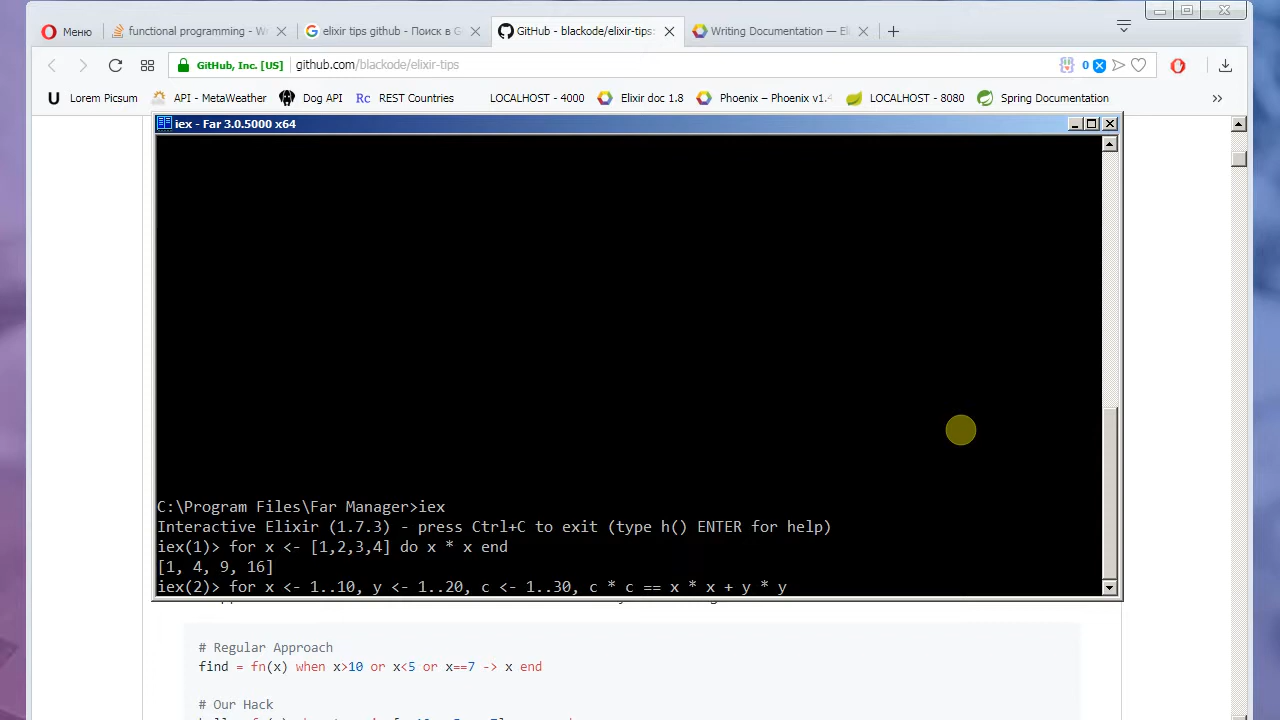 Меню
functional programming - W
elixir tips github - Поиск в G
GitHub - blackode/elixir-tips
Writing Documentation — El
GitHub, Inc. [US]
github.com/blackode/elixir-tips
0
U Lorem Picsum
API - MetaWeather
Dog API
Rc REST Countries
LOCALHOST - 4000
Elixir doc 1.8
Phoenix – Phoenix v1.4
LOCALHOST - 8080
Spring Documentation
»
iex - Far 3.0.5000 x64
C:\Program Files\Far Manager>iex
Interactive Elixir (1.7.3) - press Ctrl+C to exit (type h() ENTER for help)
iex(1)> for x <- [1,2,3,4] do x * x end
[1, 4, 9, 16]
iex(2)> for x <- 1..10, y <- 1..20, c <- 1..30, c * c == x * x + y * y
# Regular Approach
find = fn(x) when x>10 or x<5 or x==7 -> x end
# Our Hack